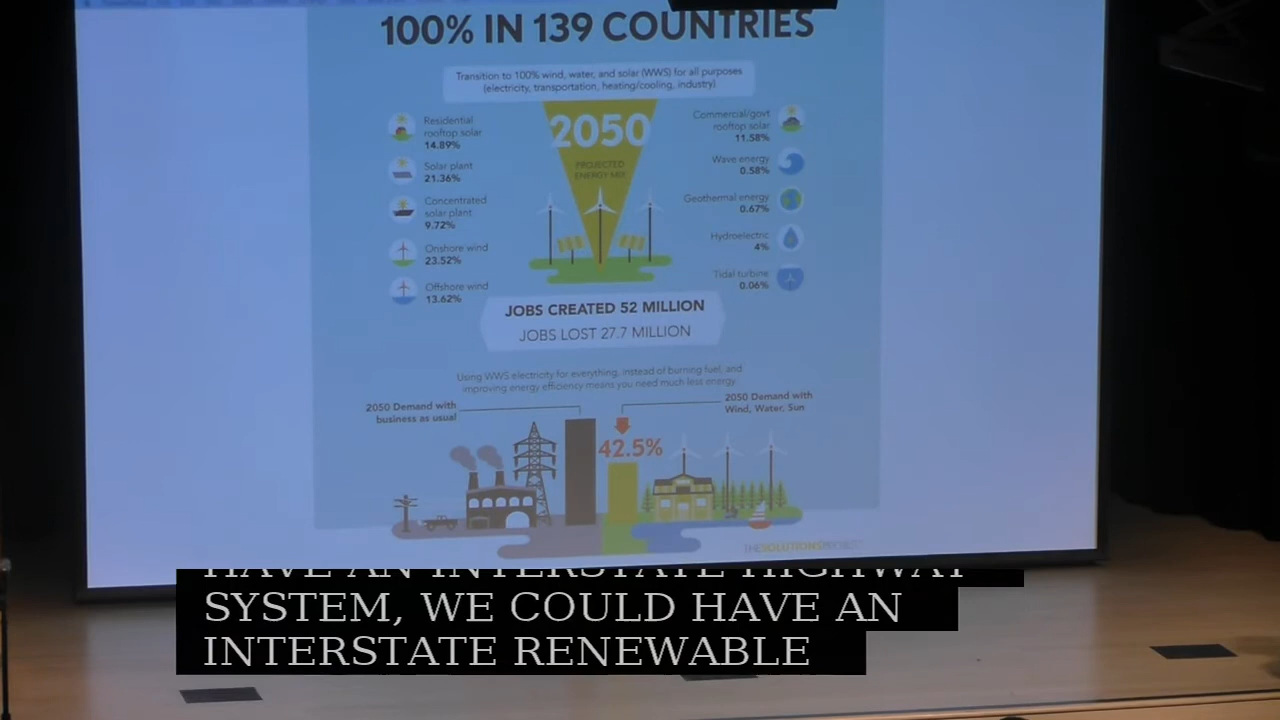 100% IN 139 COUNTRIES
Transition to 100% wind, water, and solar (WWS) for all purposes
(electricity, transportation, heating/cooling, industry)
2050
PROJECTED
ENERGY MIX
Residential
rooftop solar
14.89%
Solar plant
21.36%
Concentrated
solar plant
9.72%
Onshore wind
23.52%
Offshore wind
13.62%
Commercial/govt
rooftop solar
11.58%
Wave energy
0.58%
Geothermal energy
0.67%
Hydroelectric
4%
Tidal turbine
0.06%
JOBS CREATED 52 MILLION
JOBS LOST 27.7 MILLION
Using WWS electricity for everything, instead of burning fuel, and
improving energy efficiency means you need much less energy.
2050 Demand with
business as usual
2050 Demand with
Wind, Water, Sun
42.5%
THESOLUTIONSPROJECT
HAVE AN INTERSTATE HIGHWAY
SYSTEM, WE COULD HAVE AN
INTERSTATE RENEWABLE